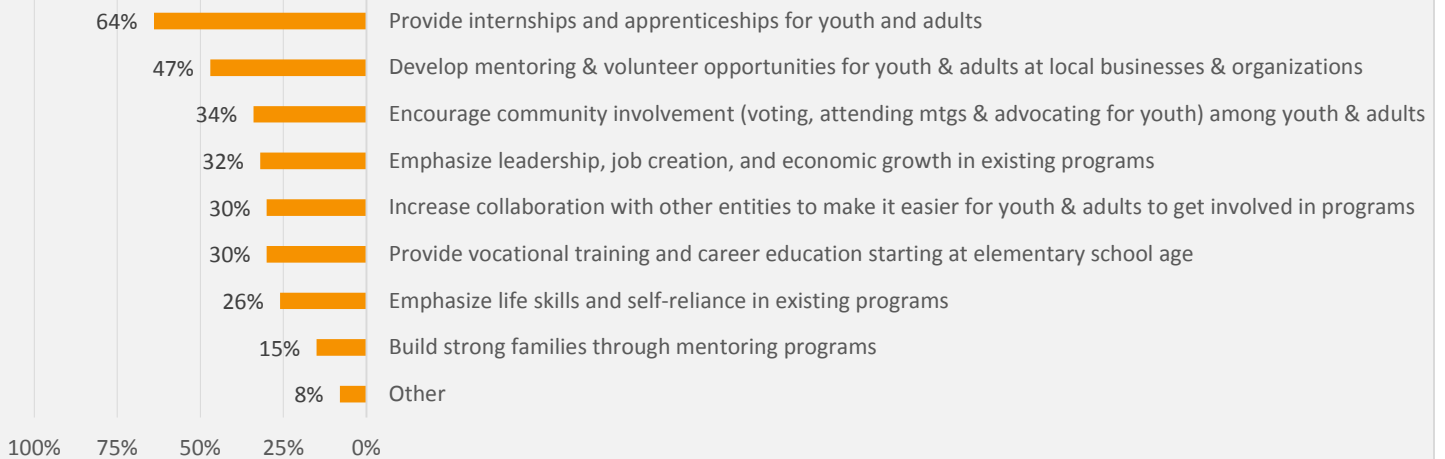 64% Provide internships and apprenticeships for youth and adults
47% Develop mentoring & volunteer opportunities for youth & adults at local businesses & organizations
34% Encourage community involvement (voting, attending mtgs & advocating for youth) among youth & adults
32% Emphasize leadership, job creation, and economic growth in existing programs
30% Increase collaboration with other entities to make it easier for youth & adults to get involved in programs
30% Provide vocational training and career education starting at elementary school age
26% Emphasize life skills and self-reliance in existing programs
15% Build strong families through mentoring programs
8% Other
100% 75% 50% 25% 0%